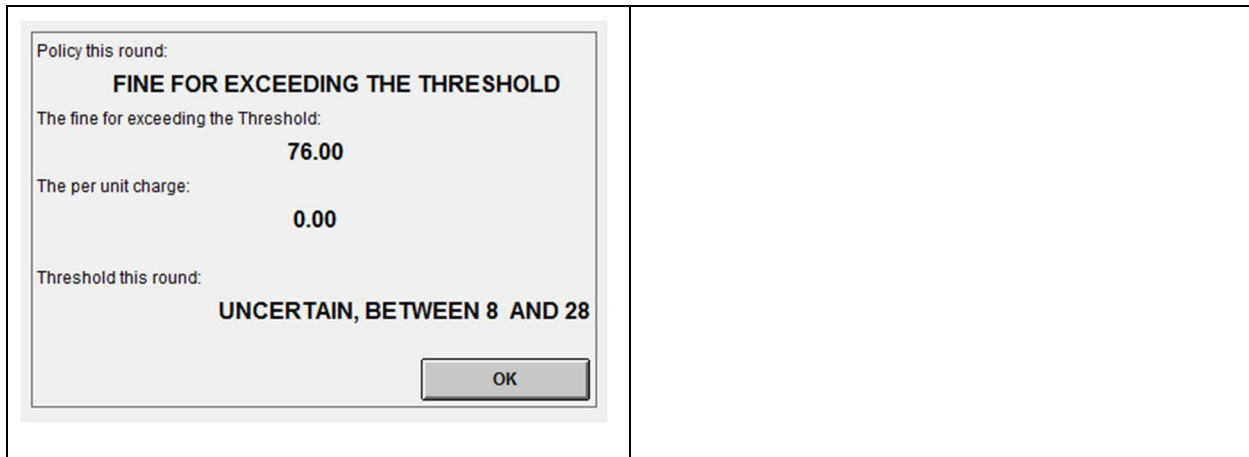 Policy this round:
FINE FOR EXCEEDING THE THRESHOLD
The fine for exceeding the Threshold:
76.00
The per unit charge:
0.00
Threshold this round:
UNCERTAIN, BETWEEN 8 AND 28
OK